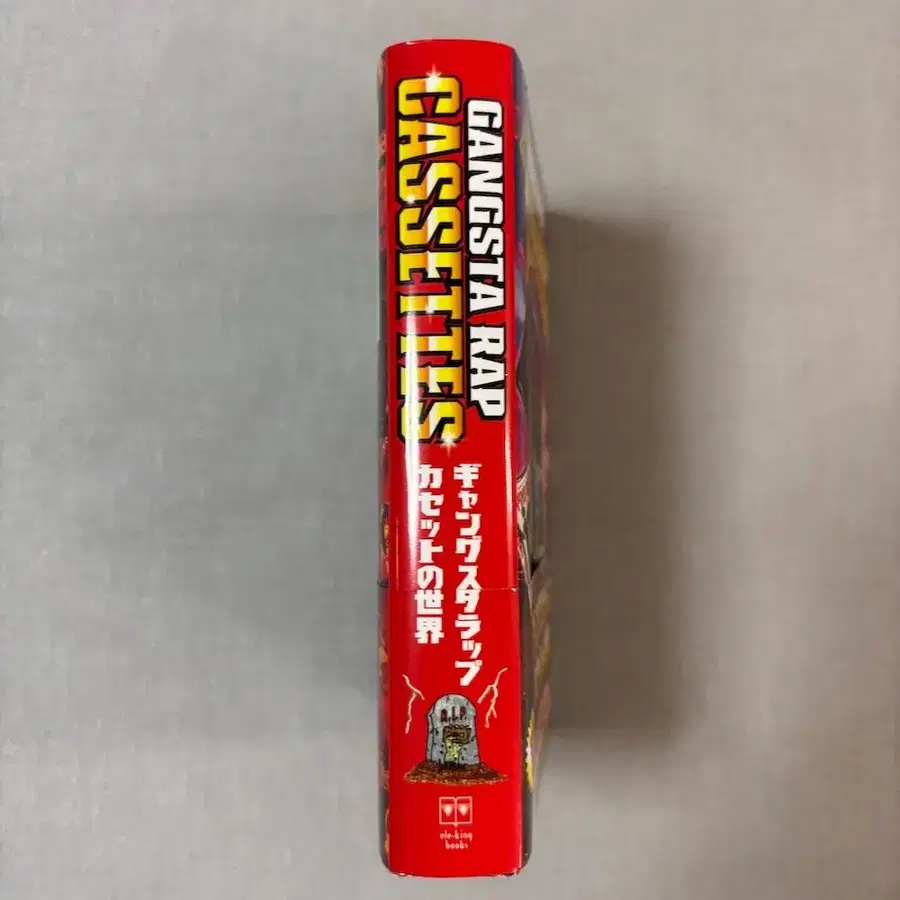 GANGSTA RAP
CASSETTES
ギャングスタラップ
カセットの世界
R.I.P.
ele-king
books